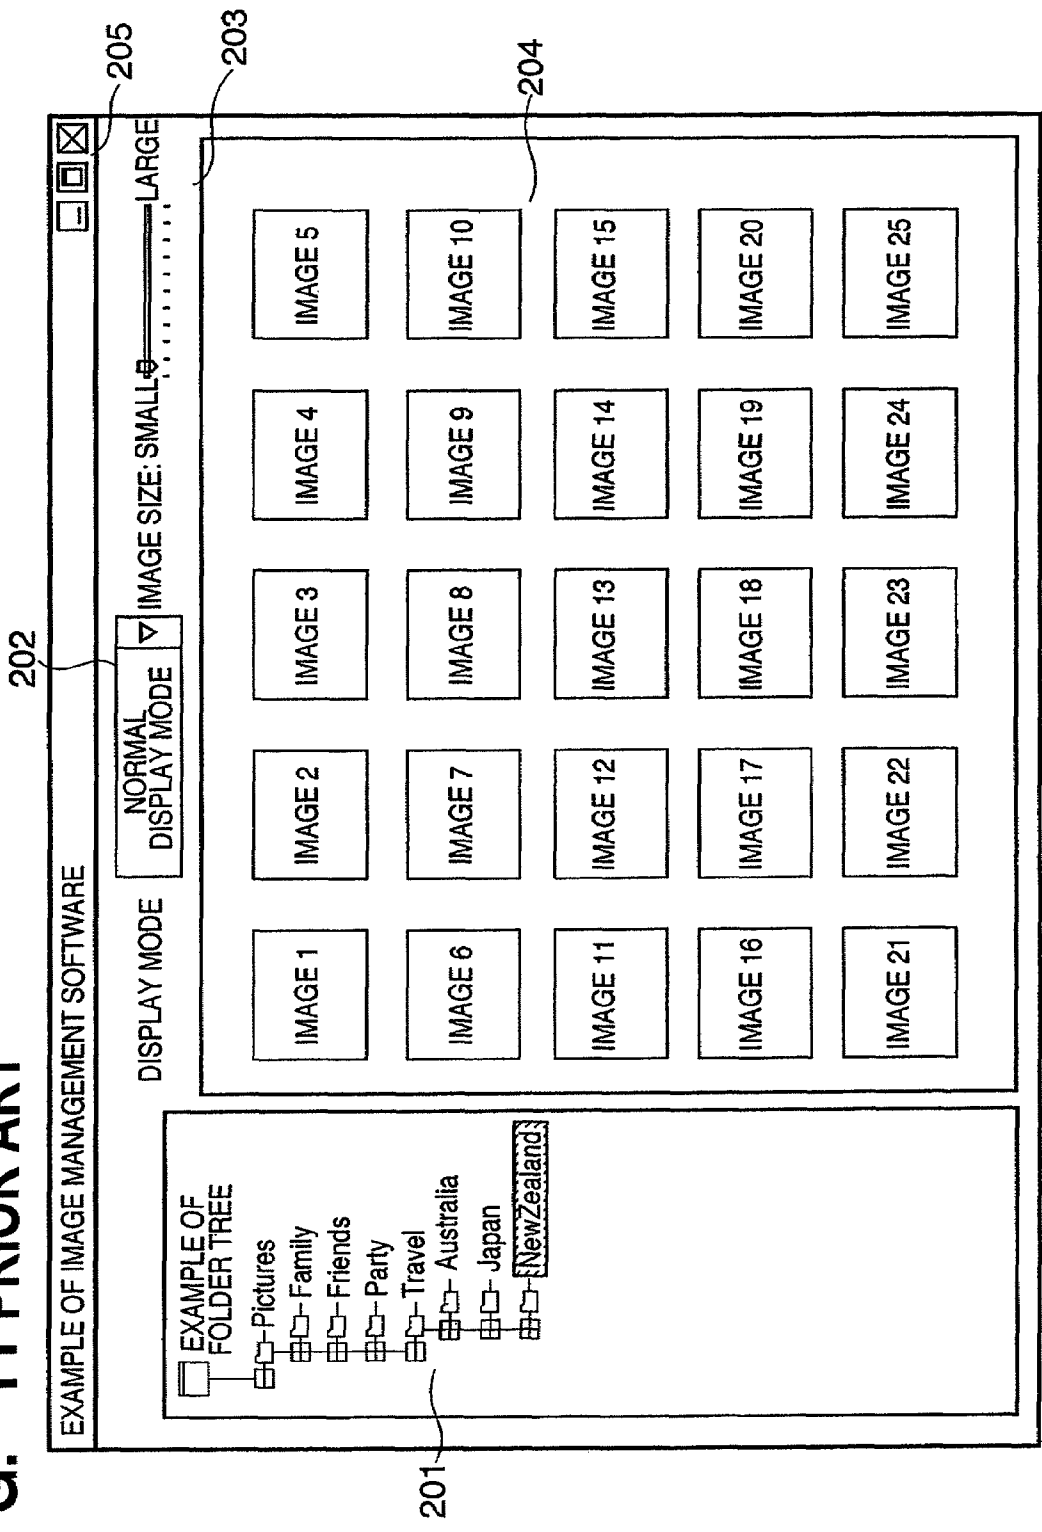 PRIOR ART
202
205
203
204
201
EXAMPLE OF IMAGE MANAGEMENT SOFTWARE
DISPLAY MODE
NORMAL
DISPLAY MODE
IMAGE SIZE: SMALL
LARGE
EXAMPLE OF
FOLDER TREE
Pictures
Family
Friends
Party
Travel
Australia
Japan
NewZealand
IMAGE 1
IMAGE 2
IMAGE 3
IMAGE 4
IMAGE 5
IMAGE 6
IMAGE 7
IMAGE 8
IMAGE 9
IMAGE 10
IMAGE 11
IMAGE 12
IMAGE 13
IMAGE 14
IMAGE 15
IMAGE 16
IMAGE 17
IMAGE 18
IMAGE 19
IMAGE 20
IMAGE 21
IMAGE 22
IMAGE 23
IMAGE 24
IMAGE 25